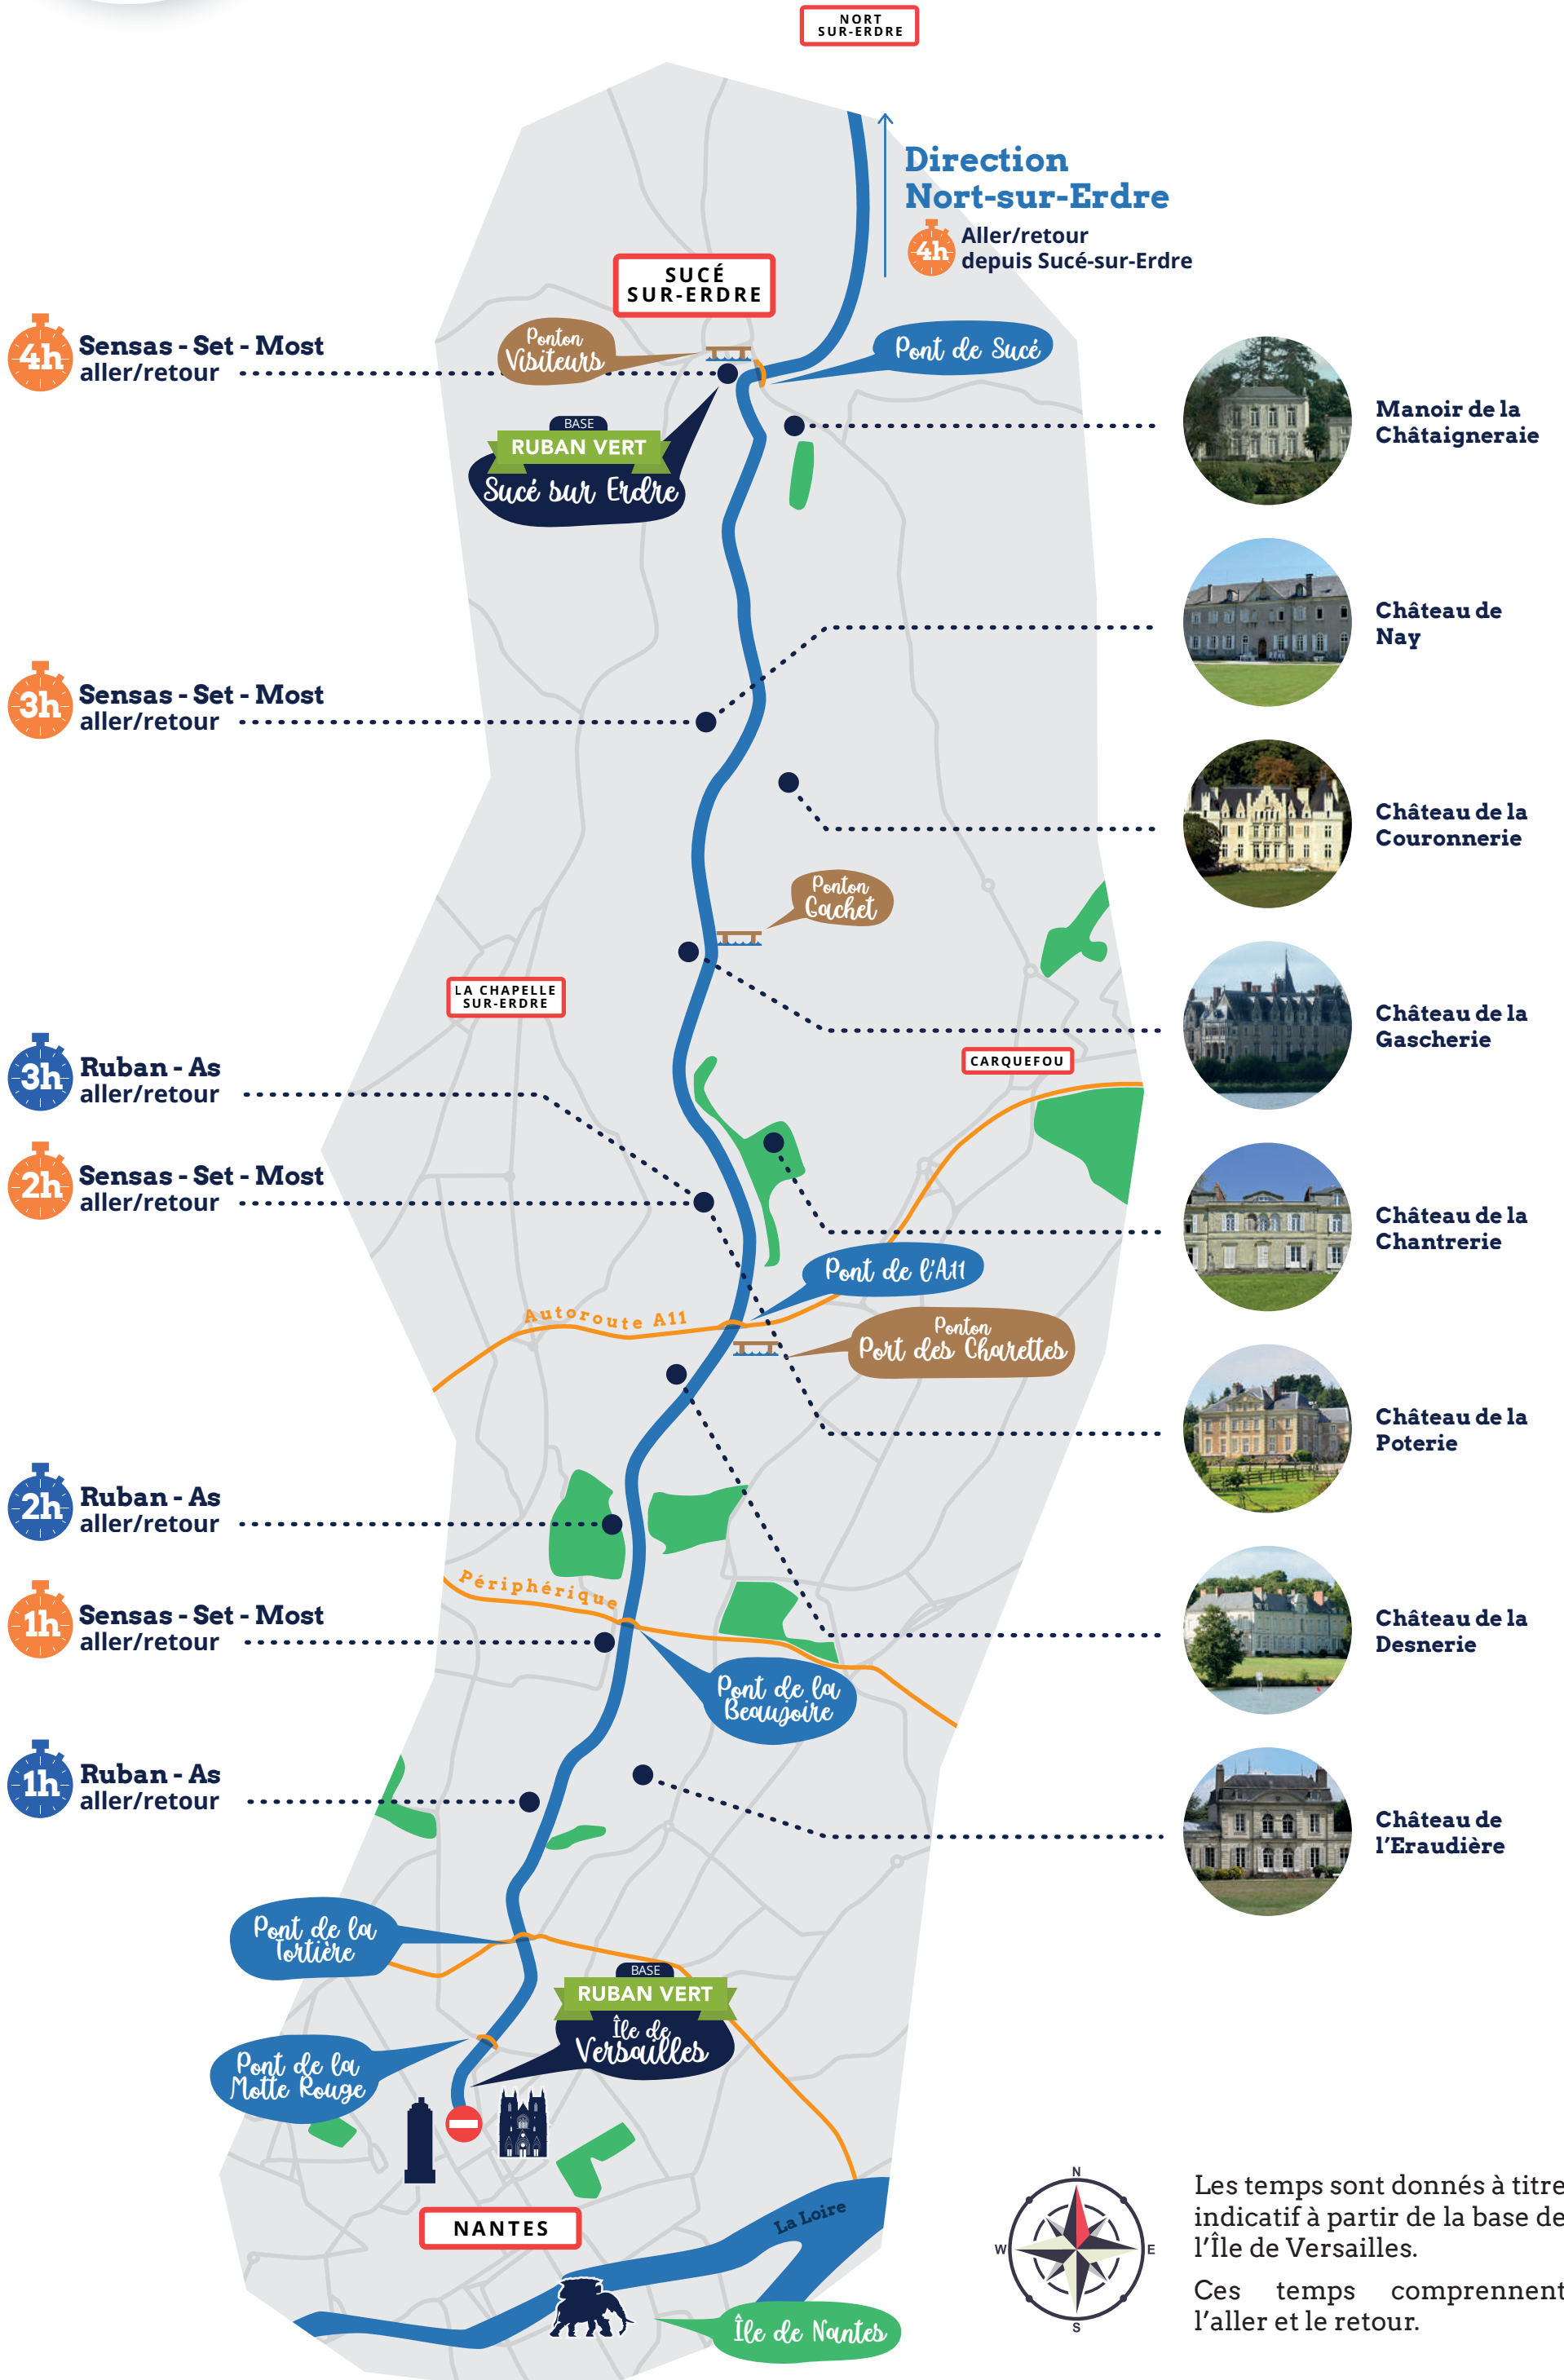 NORT
SUR-ERDRE
Direction
Nort-sur-Erdre
4h
Aller/retour
depuis Sucé-sur-Erdre
SUCÉ
SUR-ERDRE
4h
Sensas - Set - Most
aller/retour
Ponton
Visiteurs
Pont de Sucé
BASE
RUBAN VERT
Sucé sur Erdre
Manoir de la
Châtaigneraie
Château de
Nay
3h
Sensas - Set - Most
aller/retour
Château de la
Couronnerie
Ponton
Gachet
LA CHAPELLE
SUR-ERDRE
Château de la
Gascherie
CARQUEFOU
3h
Ruban - As
aller/retour
2h
Sensas - Set - Most
aller/retour
Château de la
Chantrerie
Pont de l'A11
Autoroute A11
Ponton
Port des Charettes
Château de la
Poterie
2h
Ruban - As
aller/retour
Périphérique
1h
Sensas - Set - Most
aller/retour
Château de la
Desnerie
Pont de la
Beaujoire
1h
Ruban - As
aller/retour
Château de
l'Eraudière
Pont de la
Tortière
BASE
RUBAN VERT
Île de
Versailles
Pont de la
Motte Rouge
NANTES
La Loire
Île de Nantes
N
W
E
S
Les temps sont donnés à titre
indicatif à partir de la base de
l'Île de Versailles.
Ces temps comprennent
l'aller et le retour.